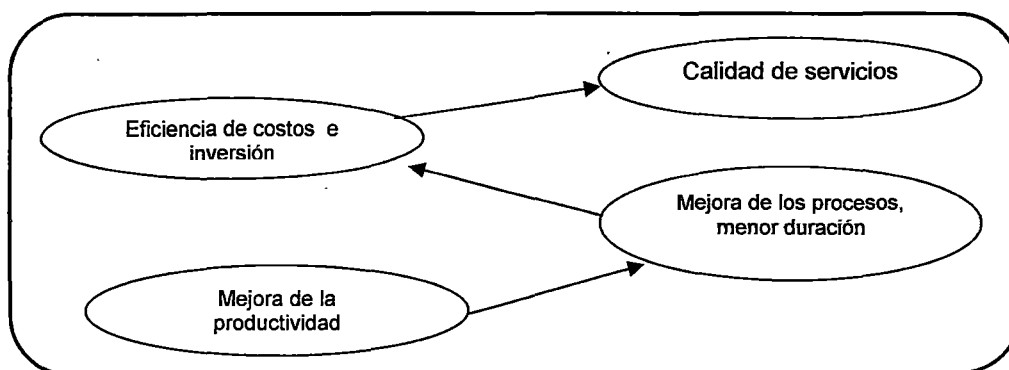 Calidad de servicios
Eficiencia de costos e
inversión
Mejora de los procesos,
menor duración
Mejora de la
productividad